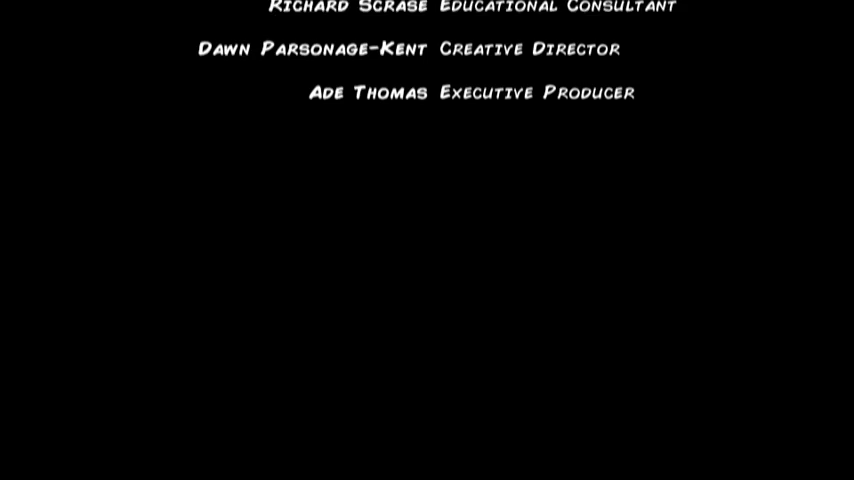 Richard Scrase Educational Consultant
Dawn Parsonage-Kent Creative Director
Ade Thomas Executive Producer